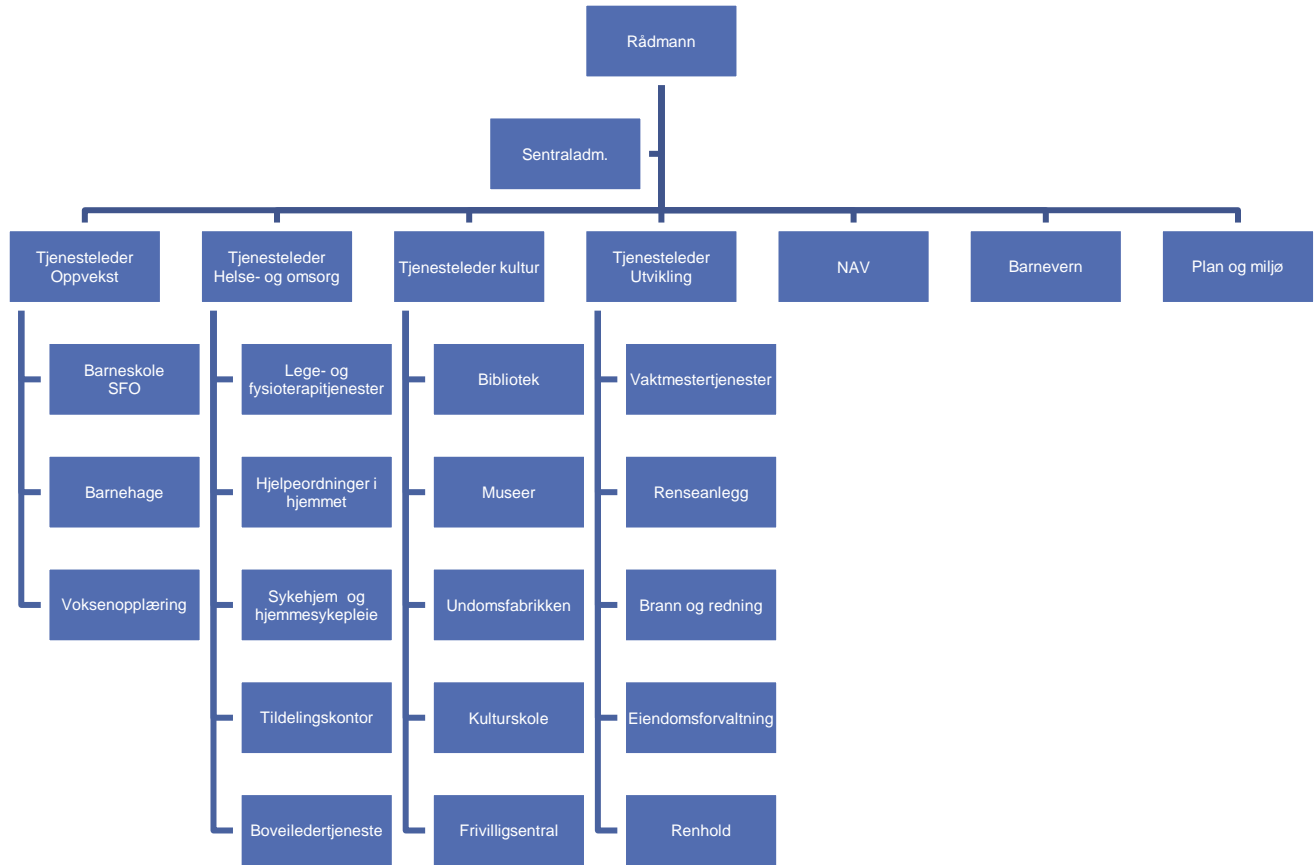 Rådmann
Sentraladm.
Tjenesteleder
Oppvekst
Tjenesteleder
Helse- og omsorg
Tjenesteleder kultur
Tjenesteleder
Utvikling
NAV
Barnevern
Plan og miljø
Barneskole
SFO
Barnehage
Voksenopplæring
Lege- og
fysioterapitjenester
Hjelpeordninger i
hjemmet
Sykehjem  og
hjemmesykepleie
Tildelingskontor
Boveiledertjeneste
Bibliotek
Museer
Undomsfabrikken
Kulturskole
Frivilligsentral
Vaktmestertjenester
Renseanlegg
Brann og redning
Eiendomsforvaltning
Renhold